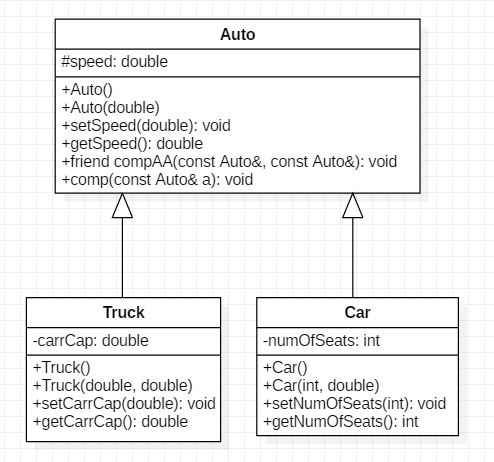 Auto
#speed: double
+Auto()
+Auto(double)
+setSpeed(double): void
+getSpeed(): double
+friend compAA(const Auto&, const Auto&): void
+comp(const Auto& a): void
Truck
-carrCap: double
+Truck()
+Truck(double, double)
+setCarrCap(double): void
+getCarrCap(): double
Car
-numOfSeats: int
+Car()
+Car(int, double)
+setNumOfSeats(int): void
+getNumOfSeats(): int